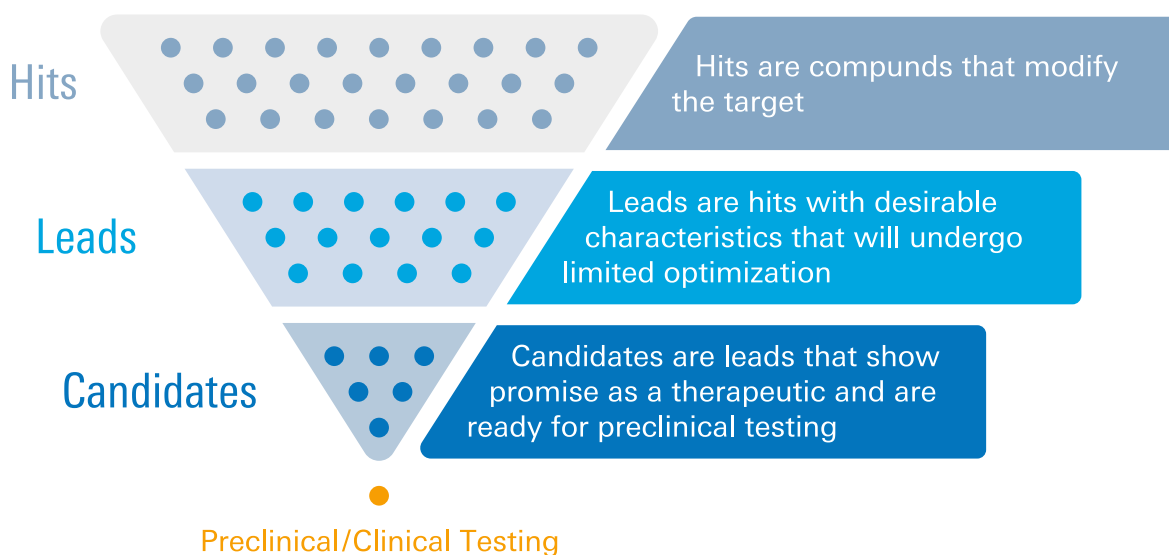 Hits
Hits are compunds that modify
the target
Leads
Leads are hits with desirable
characteristics that will undergo
limited optimization
Candidates
Candidates are leads that show
promise as a therapeutic and are
ready for preclinical testing
Preclinical/Clinical Testing